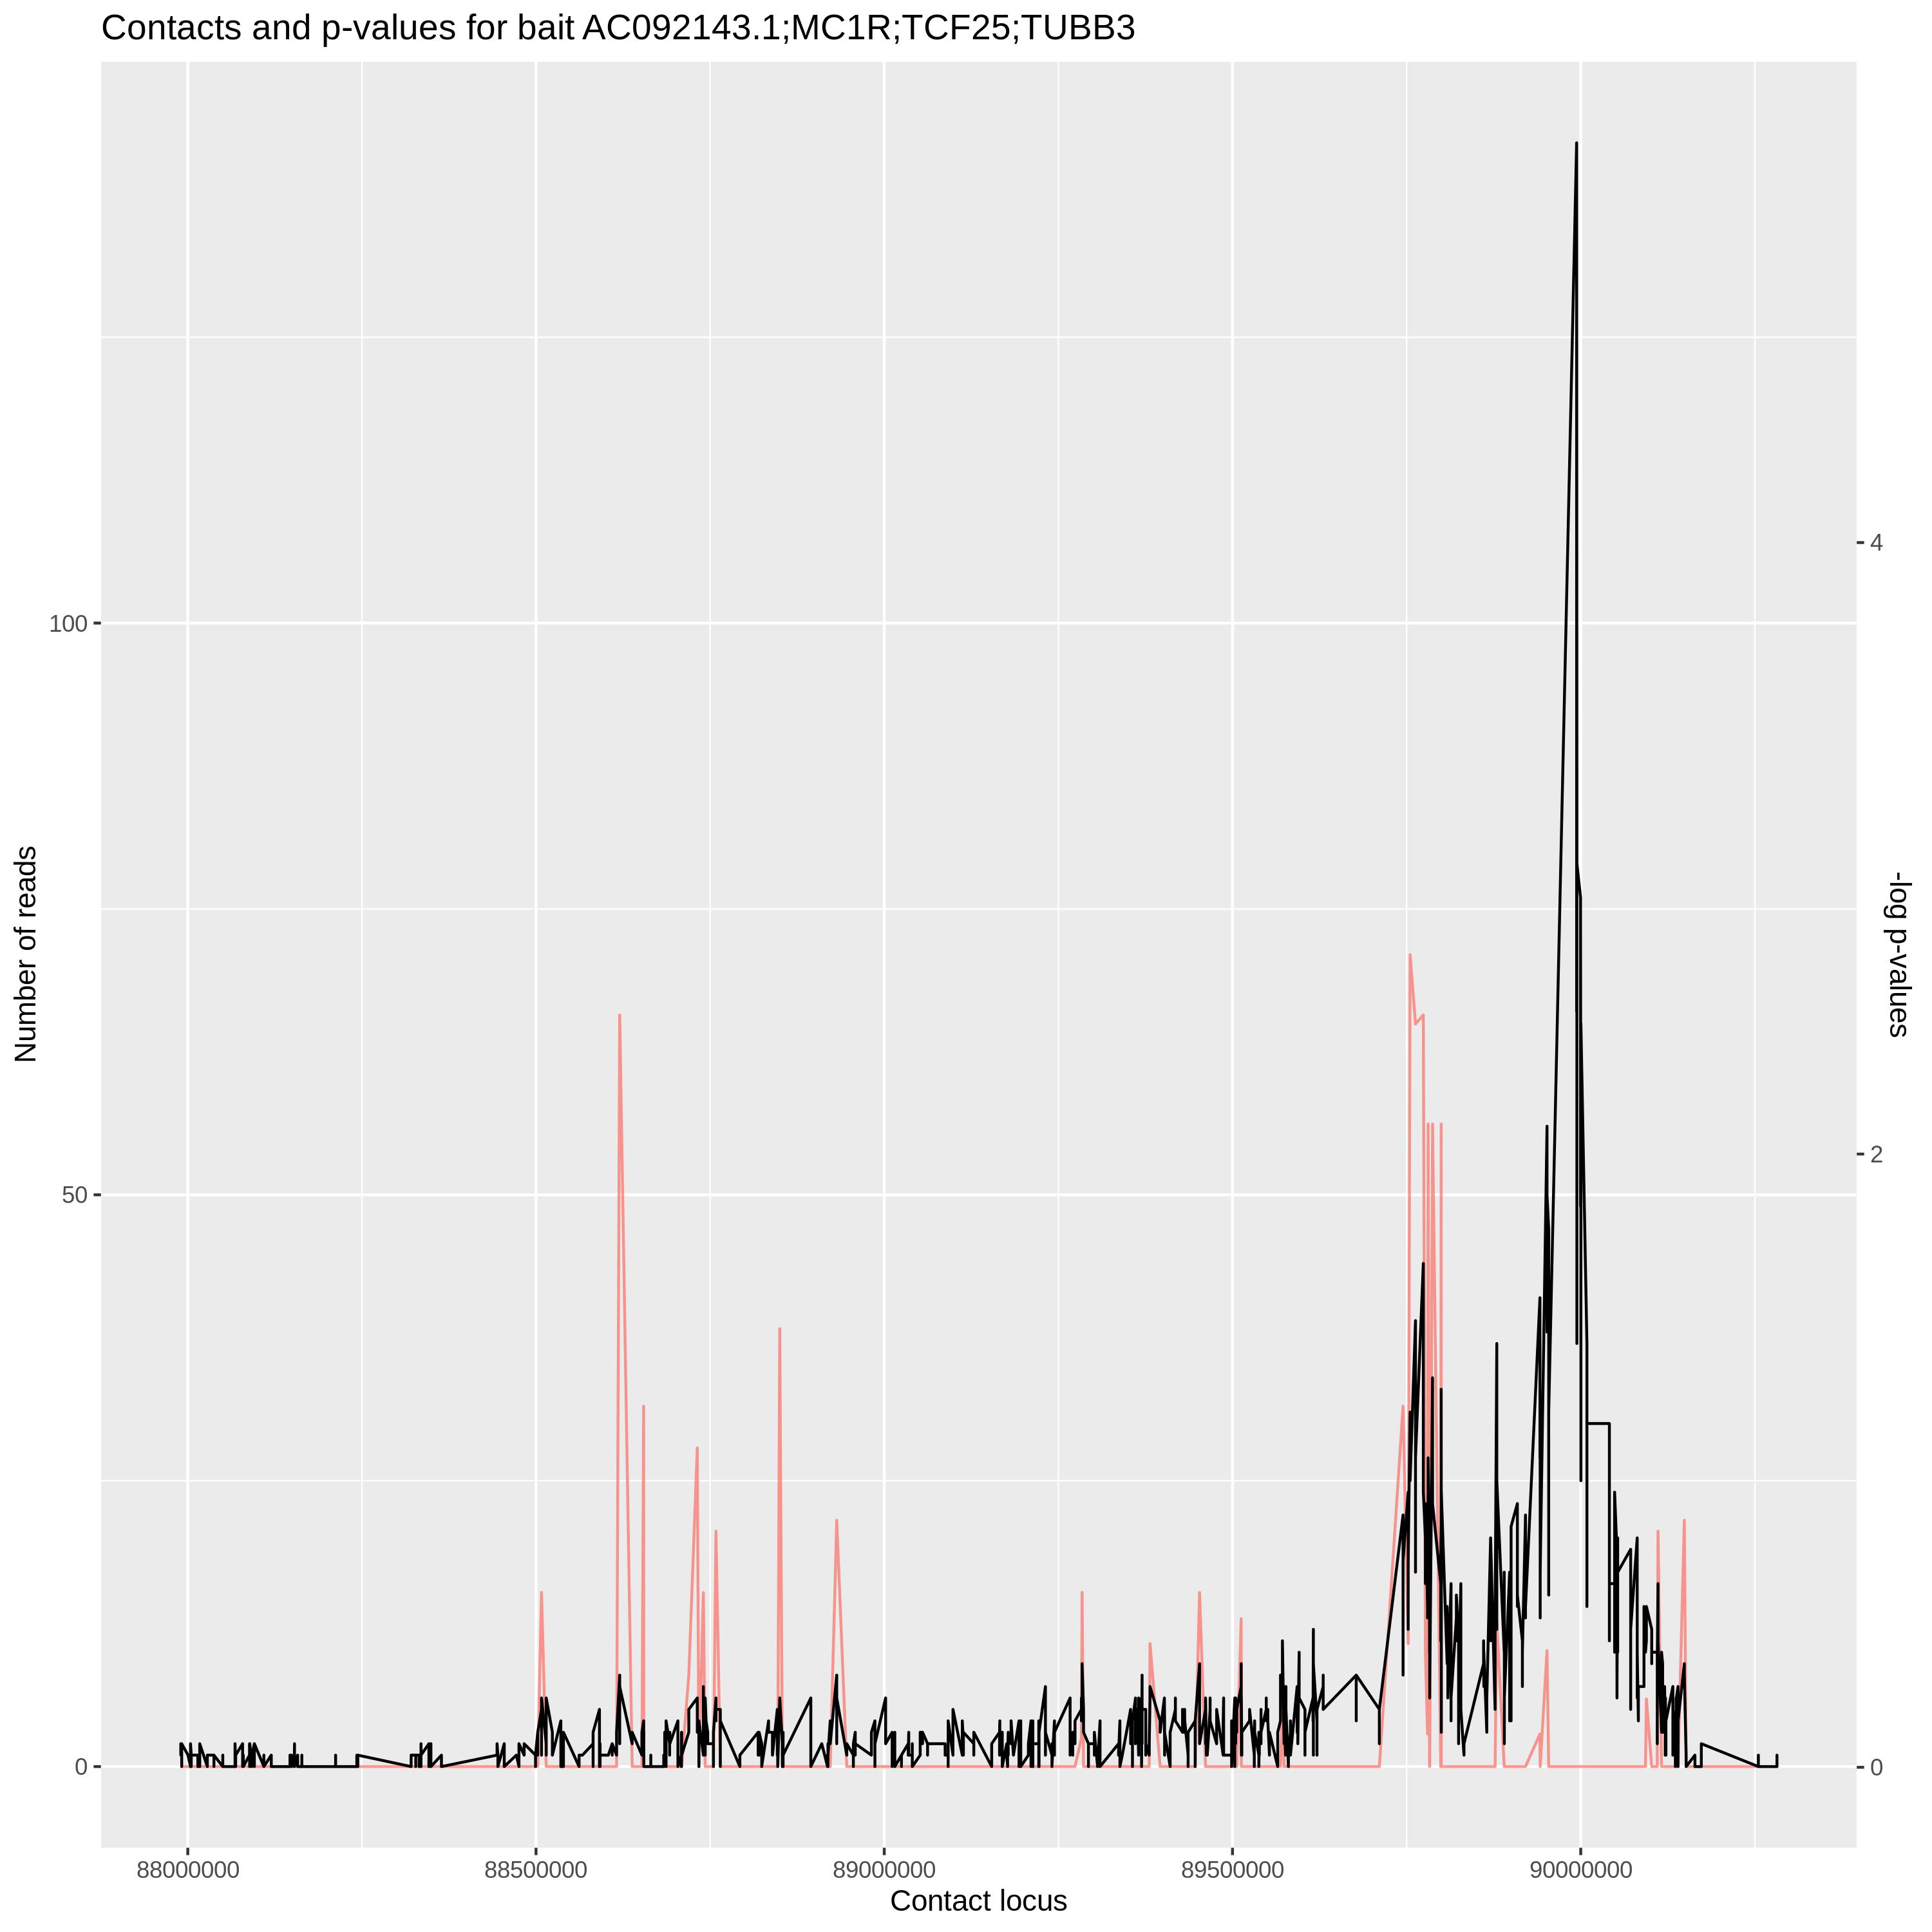 Contacts and p-values for bait AC092143.1;MC1R;TCF25;TUBB3
Number of reads
100
50
0
-log p-values
4
2
0
88000000 88500000 89000000 89500000 90000000
Contact locus